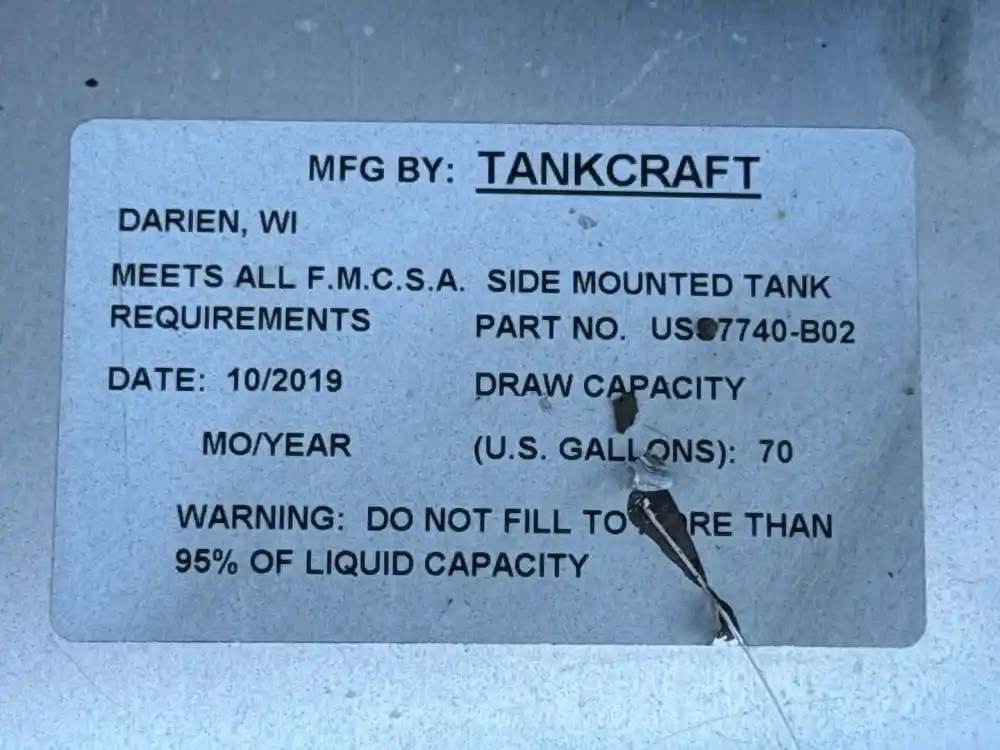 MFG BY: TANKCRAFT
DARIEN, WI
MEETS ALL F.M.C.S.A. SIDE MOUNTED TANK
REQUIREMENTS PART NO.
DATE: 10/2019 DRAW CAPACITY
MO/YEAR (U.S. GALLONS): 70
WARNING: DO NOT FILL TO MORE THAN
95% OF LIQUID CAPACITY